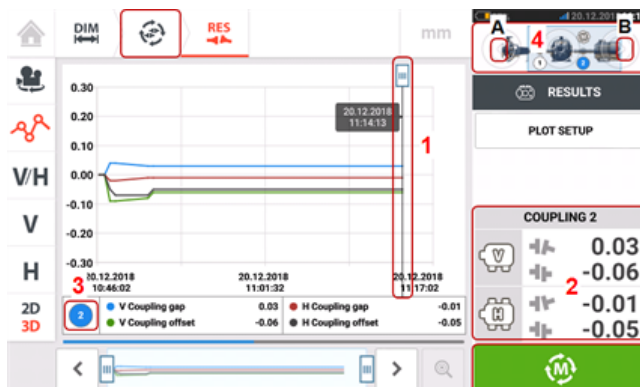 DIM
RES
mm
20.12.2018
A
B
4
1
2
RESULTS
PLOT SETUP
0.30
0.20
0.10
0.00
-0.10
-0.20
-0.30
20.12.2018
11:14:13
1
20.12.2018
10:46:02
20.12.2018
11:01:32
20.12.2018
11:17:02
3
2
V Coupling gap 0.03
H Coupling gap -0.01
V Coupling offset -0.06
H Coupling offset -0.05
V/H
V
H
2D
3D
COUPLING 2
V
0.03
-0.06
2
H
-0.01
-0.05
M